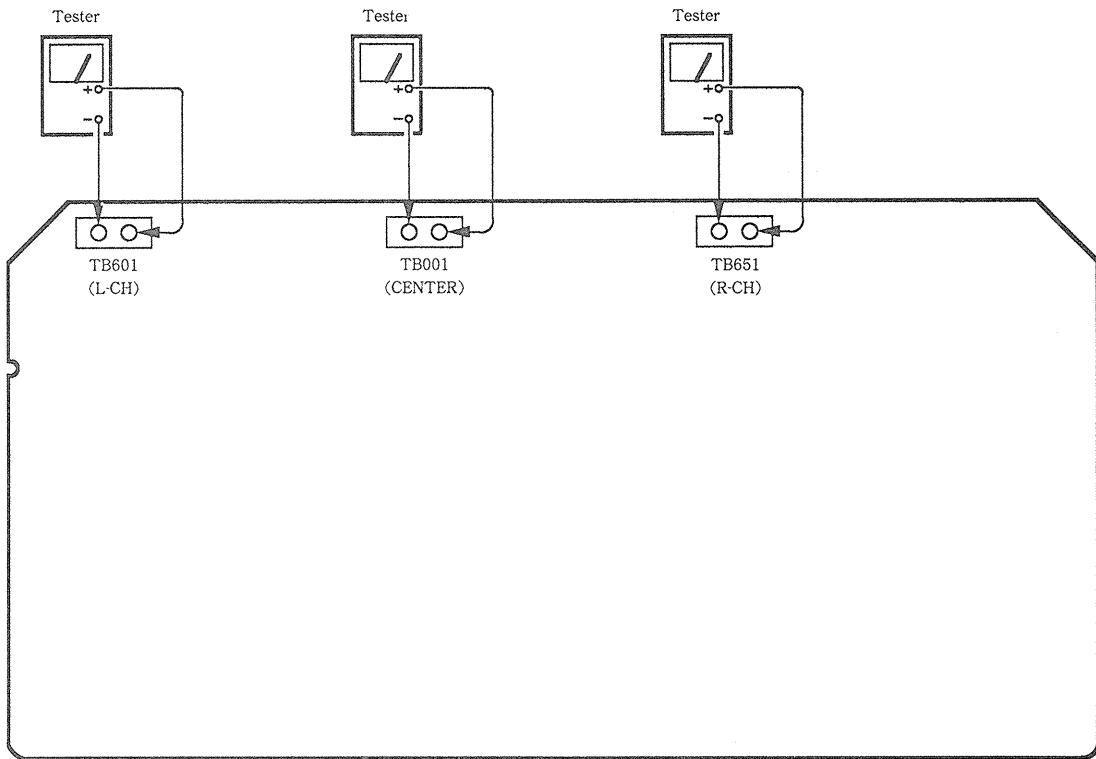 Tester
Tester
Tester
+
−
+
−
+
−
TB601
(L-CH)
TB001
(CENTER)
TB651
(R-CH)